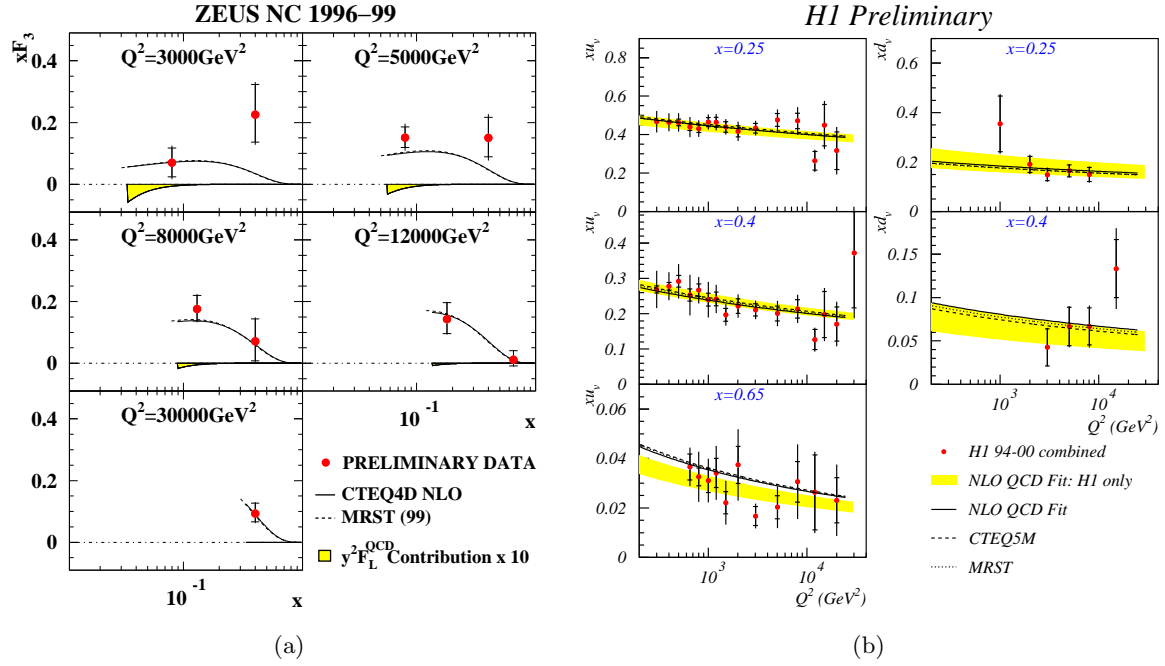 ZEUS NC 1996–99
xF₃
Q²=3000GeV²
Q²=5000GeV²
0.4
0.2
0
Q²=8000GeV²
Q²=12000GeV²
0.4
0.2
0
Q²=30000GeV²
10⁻¹
x
0.4
0.2
0
10⁻¹
x
PRELIMINARY DATA
CTEQ4D NLO
MRST (99)
y²F_L^QCD Contribution x 10
(a)
H1 Preliminary
xuᵥ
x=0.25
0.8
0.6
0.4
0.2
0
xdᵥ
x=0.25
0.6
0.4
0.2
0
xuᵥ
x=0.4
0.4
0.3
0.2
0.1
0
xdᵥ
x=0.4
0.15
0.1
0.05
0
10³
10⁴
Q² (GeV²)
xuᵥ
x=0.65
0.06
0.04
0.02
0
10³
10⁴
Q² (GeV²)
H1 94-00 combined
NLO QCD Fit: H1 only
NLO QCD Fit
CTEQ5M
MRST
(b)